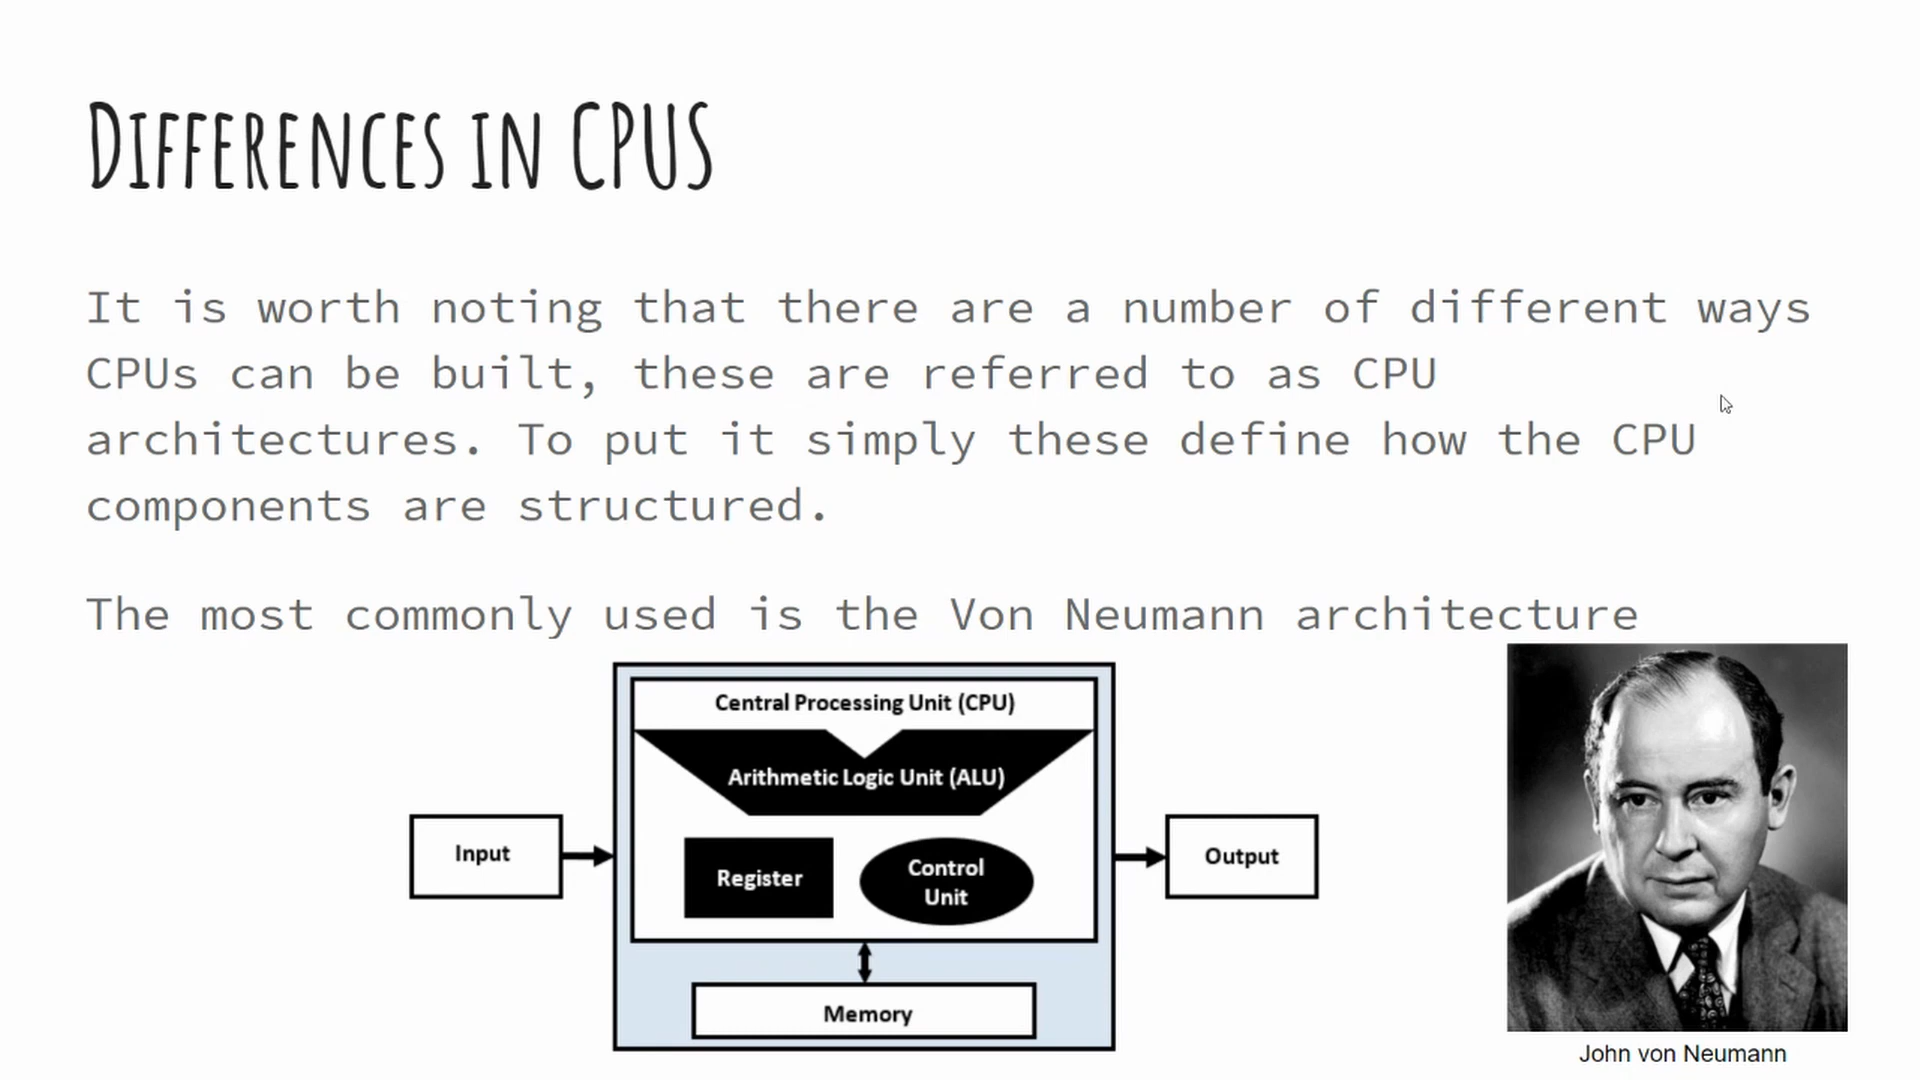 DIFFERENCES IN CPUS
It is worth noting that there are a number of different ways
CPUs can be built, these are referred to as CPU
architectures. To put it simply these define how the CPU
components are structured.
The most commonly used is the Von Neumann architecture
Central Processing Unit (CPU)
Arithmetic Logic Unit (ALU)
Input
Register
Control
Unit
Output
Memory
John von Neumann